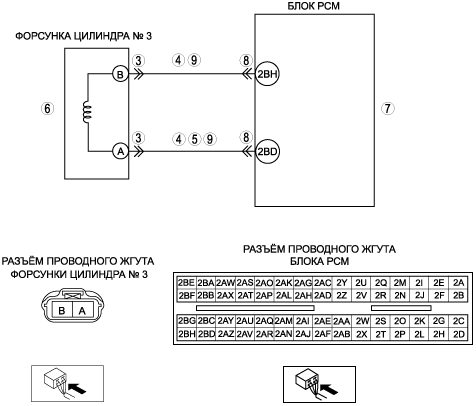 БЛОК PCM
ФОРСУНКА ЦИЛИНДРА № 3
3 4 9 8
B 2BH
6 7
3 4 5 9 8
A 2BD
РАЗЪЁМ ПРОВОДНОГО ЖГУТА
ФОРСУНКИ ЦИЛИНДРА № 3
B A
РАЗЪЁМ ПРОВОДНОГО ЖГУТА
БЛОКА PCM
2BE 2BA 2AW 2AS 2AO 2AK 2AG 2AC 2Y 2U 2Q 2M 2I 2E 2A
2BF 2BB 2AX 2AT 2AP 2AL 2AH 2AD 2Z 2V 2R 2N 2J 2F 2B
2BG 2BC 2AY 2AU 2AQ 2AM 2AI 2AE 2AA 2W 2S 2O 2K 2G 2C
2BH 2BD 2AZ 2AV 2AR 2AN 2AJ 2AF 2AB 2X 2T 2P 2L 2H 2D